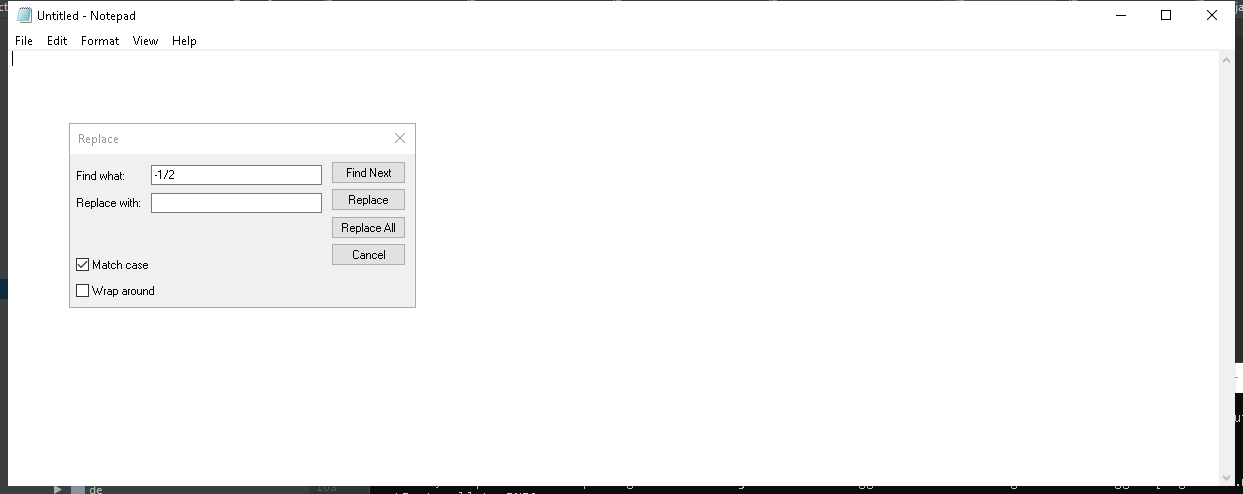 Untitled - Notepad
File Edit Format View Help
Replace
Find what: -1/2 Find Next
Replace with: Replace
Replace All
Cancel
Match case
Wrap around
de 103